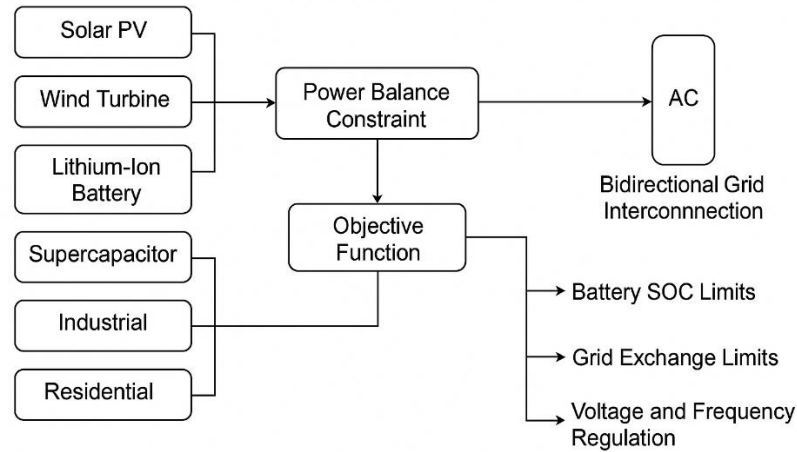 Solar PV
Wind Turbine
Lithium-Ion
Battery
Supercapacitor
Industrial
Residential
Power Balance
Constraint
Objective
Function
AC
Bidirectional Grid
Interconnnection
Battery SOC Limits
Grid Exchange Limits
Voltage and Frequency
Regulation